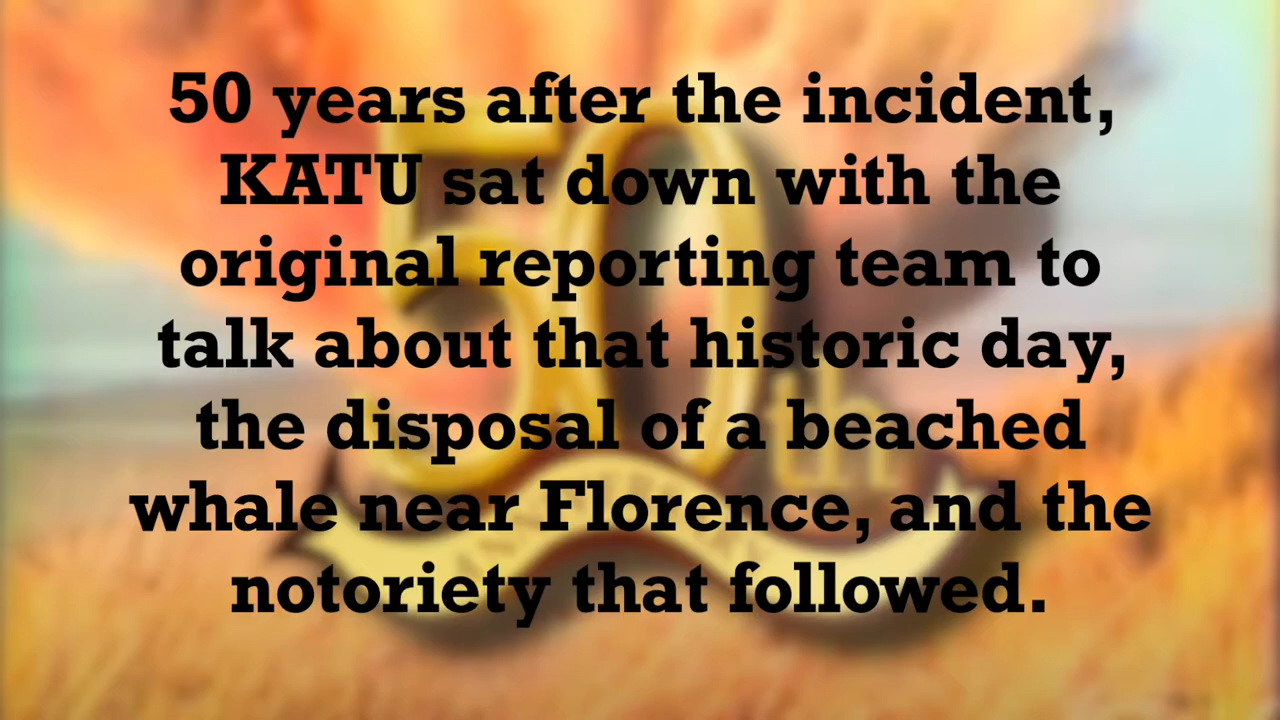 50 years after the incident,
KATU sat down with the
original reporting team to
talk about that historic day,
the disposal of a beached
whale near Florence, and the
notoriety that followed.
50th